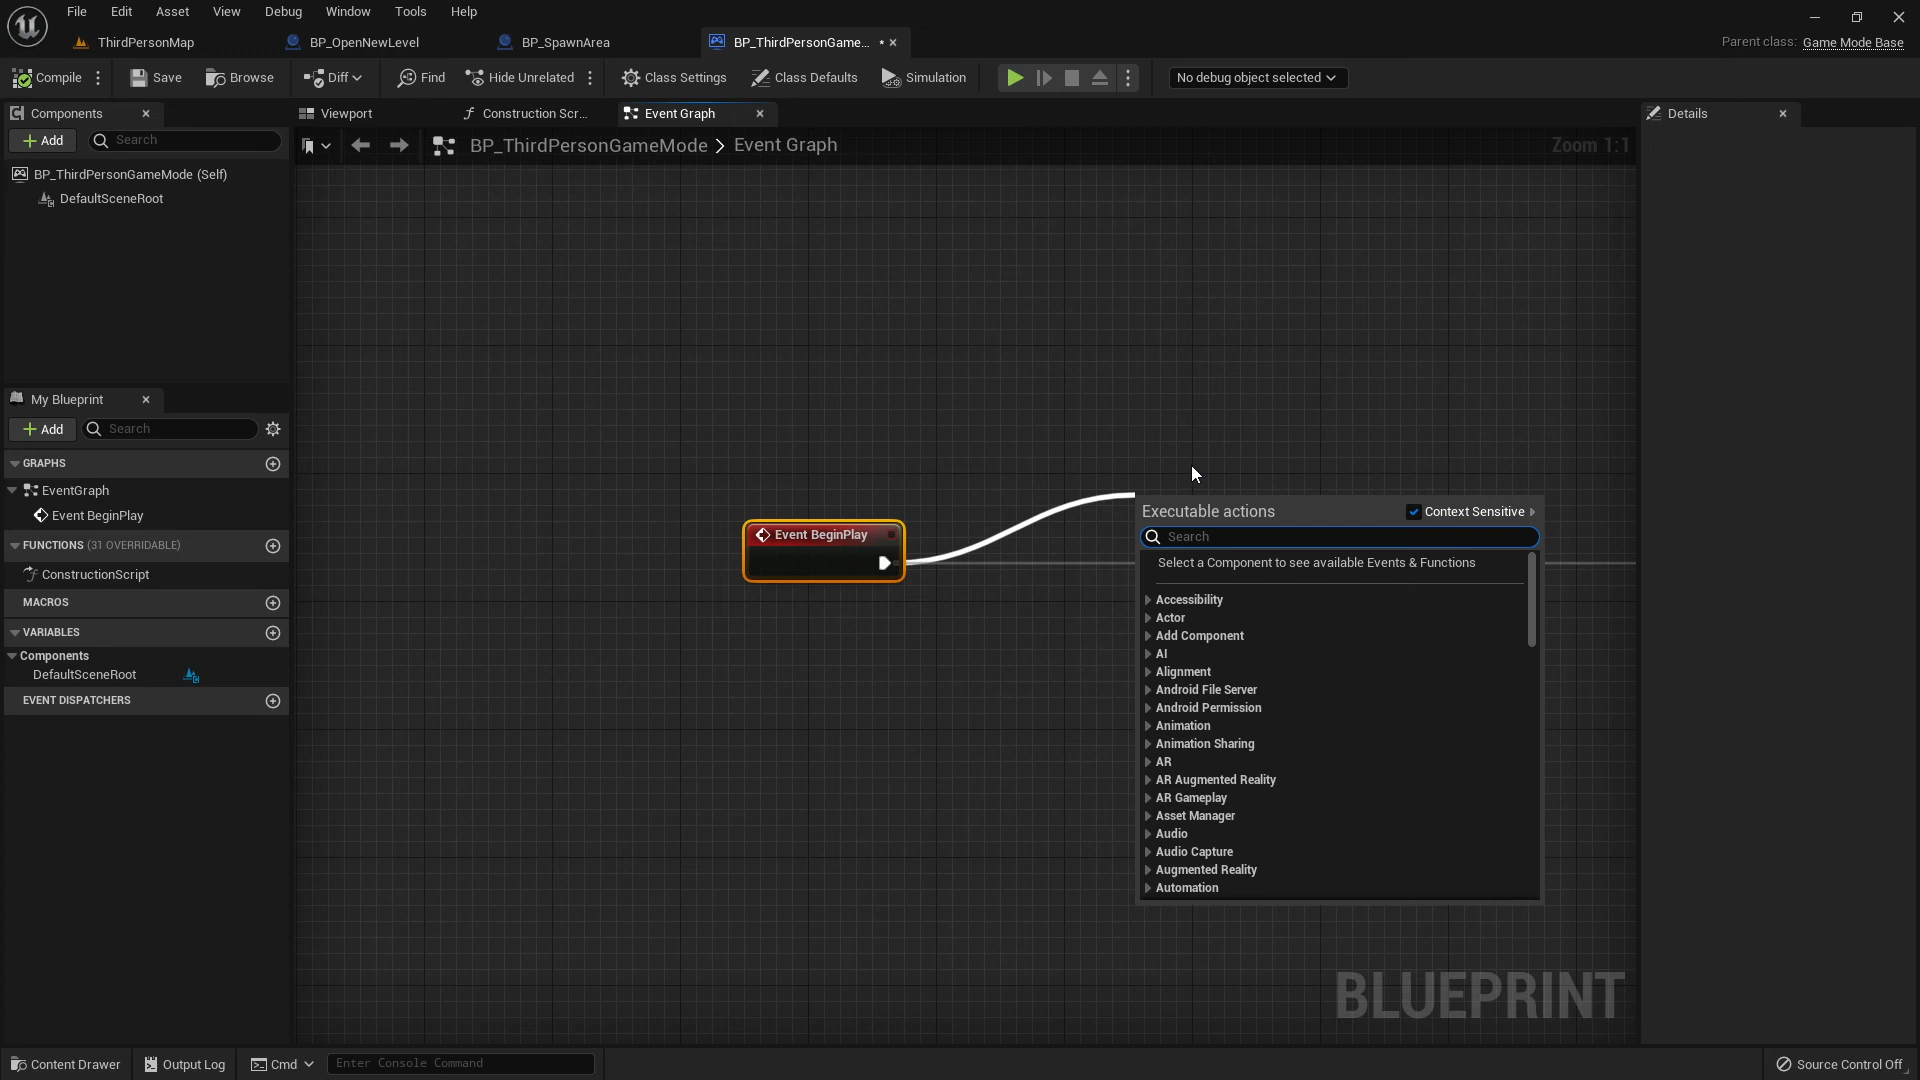 File Edit Asset View Debug Window Tools Help
ThirdPersonMap BP_OpenNewLevel BP_SpawnArea BP_ThirdPersonGame... * Parent class: Game Mode Base
Compile Save Browse Diff Find Hide Unrelated Class Settings Class Defaults Simulation No debug object selected
Components Viewport Construction Scr... Event Graph Details
Add Search BP_ThirdPersonGameMode > Event Graph Zoom 1:1
BP_ThirdPersonGameMode (Self)
DefaultSceneRoot
My Blueprint
Add Search
GRAPHS
EventGraph
Event BeginPlay
FUNCTIONS (31 OVERRIDABLE)
ConstructionScript
MACROS
VARIABLES
Components
DefaultSceneRoot
EVENT DISPATCHERS
Event BeginPlay
Executable actions Context Sensitive
Search
Select a Component to see available Events & Functions
Accessibility
Actor
Add Component
AI
Alignment
Android File Server
Android Permission
Animation
Animation Sharing
AR
AR Augmented Reality
AR Gameplay
Asset Manager
Audio
Audio Capture
Augmented Reality
Automation
BLUEPRINT
Content Drawer Output Log Cmd Enter Console Command Source Control Off